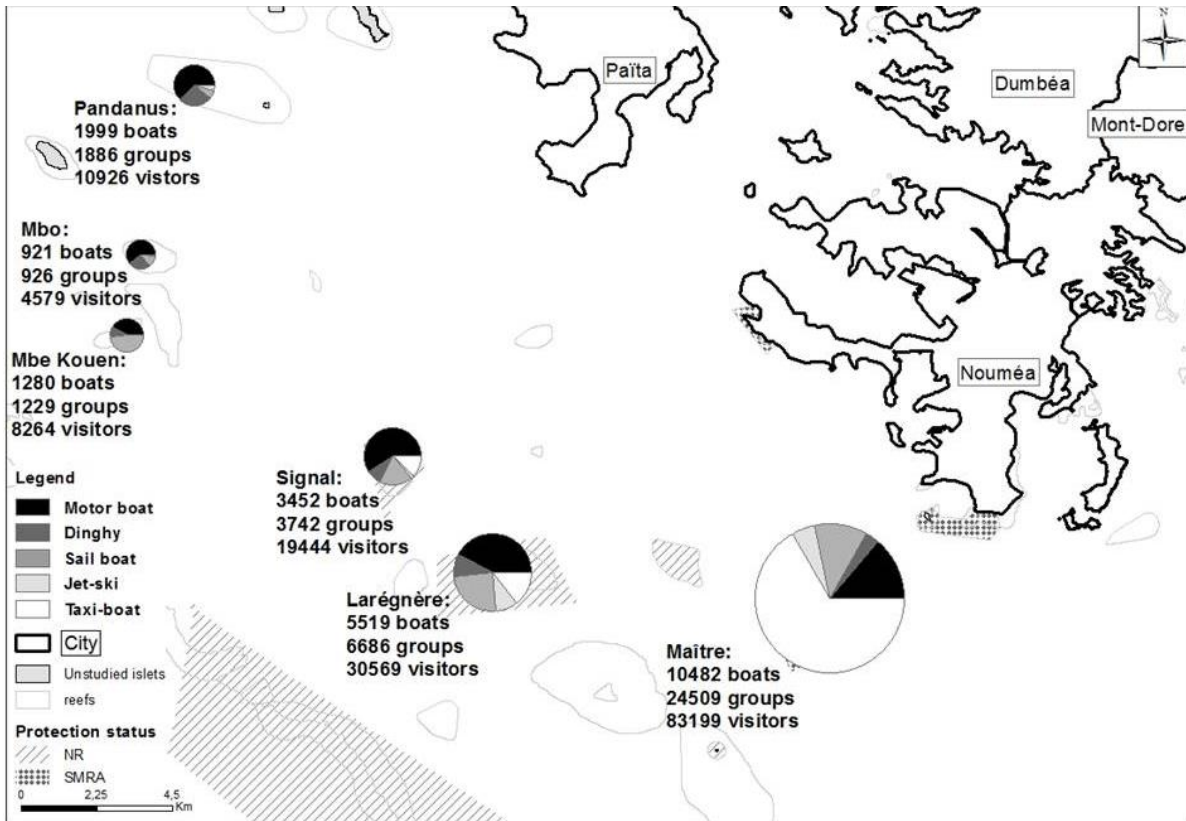 N
Païta
Dumbéa
Mont-Dore
Pandanus:
1999 boats
1886 groups
10926 vistors
Mbo:
921 boats
926 groups
4579 visitors
Mbe Kouen:
1280 boats
1229 groups
8264 visitors
Nouméa
Signal:
3452 boats
3742 groups
19444 visitors
Larégnère:
5519 boats
6686 groups
30569 visitors
Maître:
10482 boats
24509 groups
83199 visitors
Legend
Motor boat
Dinghy
Sail boat
Jet-ski
Taxi-boat
City
Unstudied islets
reefs
Protection status
NR
SMRA
0 2,25 4,5
Km